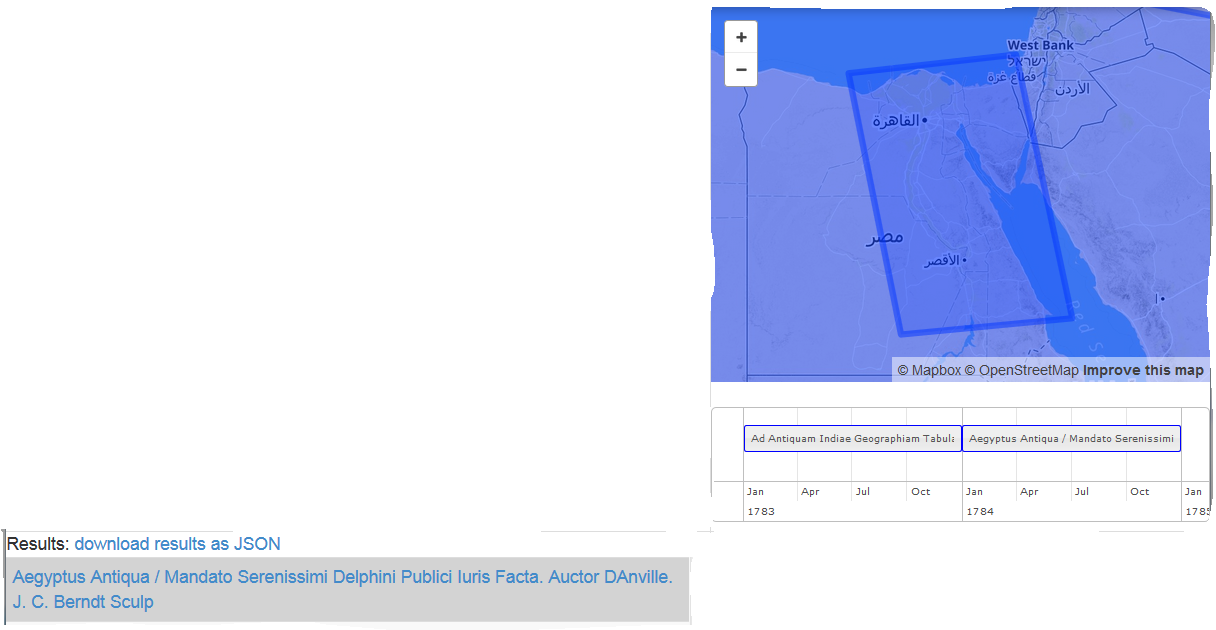 +
−
West Bank
ישראל
قطاع غزة
الأردن
القاهرة
مصر
الأقصر
© Mapbox © OpenStreetMap Improve this map
Ad Antiquam Indiae Geographiam Tabula
Aegyptus Antiqua / Mandato Serenissimi
Jan Apr Jul Oct Jan Apr Jul Oct Jan
1783 1784 1785
Results: download results as JSON
Aegyptus Antiqua / Mandato Serenissimi Delphini Publici Iuris Facta. Auctor DAnville.
J. C. Berndt Sculp